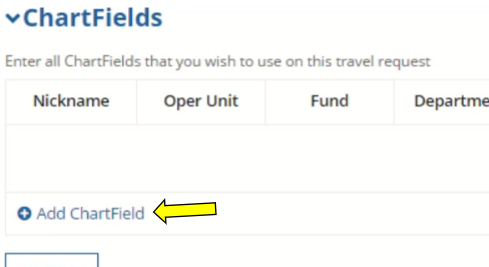 ChartFields
Enter all ChartFields that you wish to use on this travel request
Nickname Oper Unit Fund Departme
Add ChartField